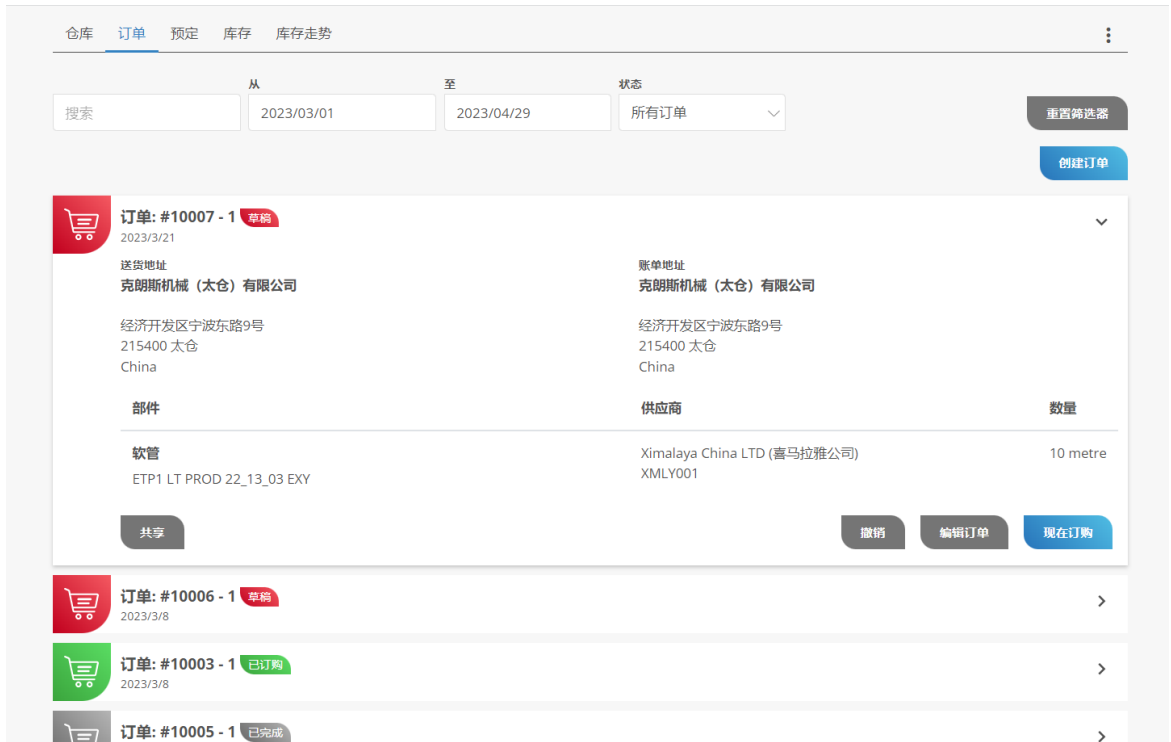 仓库 订单 预定 库存 库存走势
从 至 状态
搜索 2023/03/01 2023/04/29 所有订单 重置筛选器
创建订单
订单: #10007 - 1 草稿
2023/3/21
送货地址 账单地址
克朗斯机械（太仓）有限公司 克朗斯机械（太仓）有限公司
经济开发区宁波东路9号 经济开发区宁波东路9号
215400 太仓 215400 太仓
China China
部件 供应商 数量
软管 Ximalaya China LTD (喜马拉雅公司) 10 metre
ETP1 LT PROD 22_13_03 EXY XMLY001
共享 撤销 编辑订单 现在订购
订单: #10006 - 1 草稿
2023/3/8
订单: #10003 - 1 已订购
2023/3/8
订单: #10005 - 1 已完成